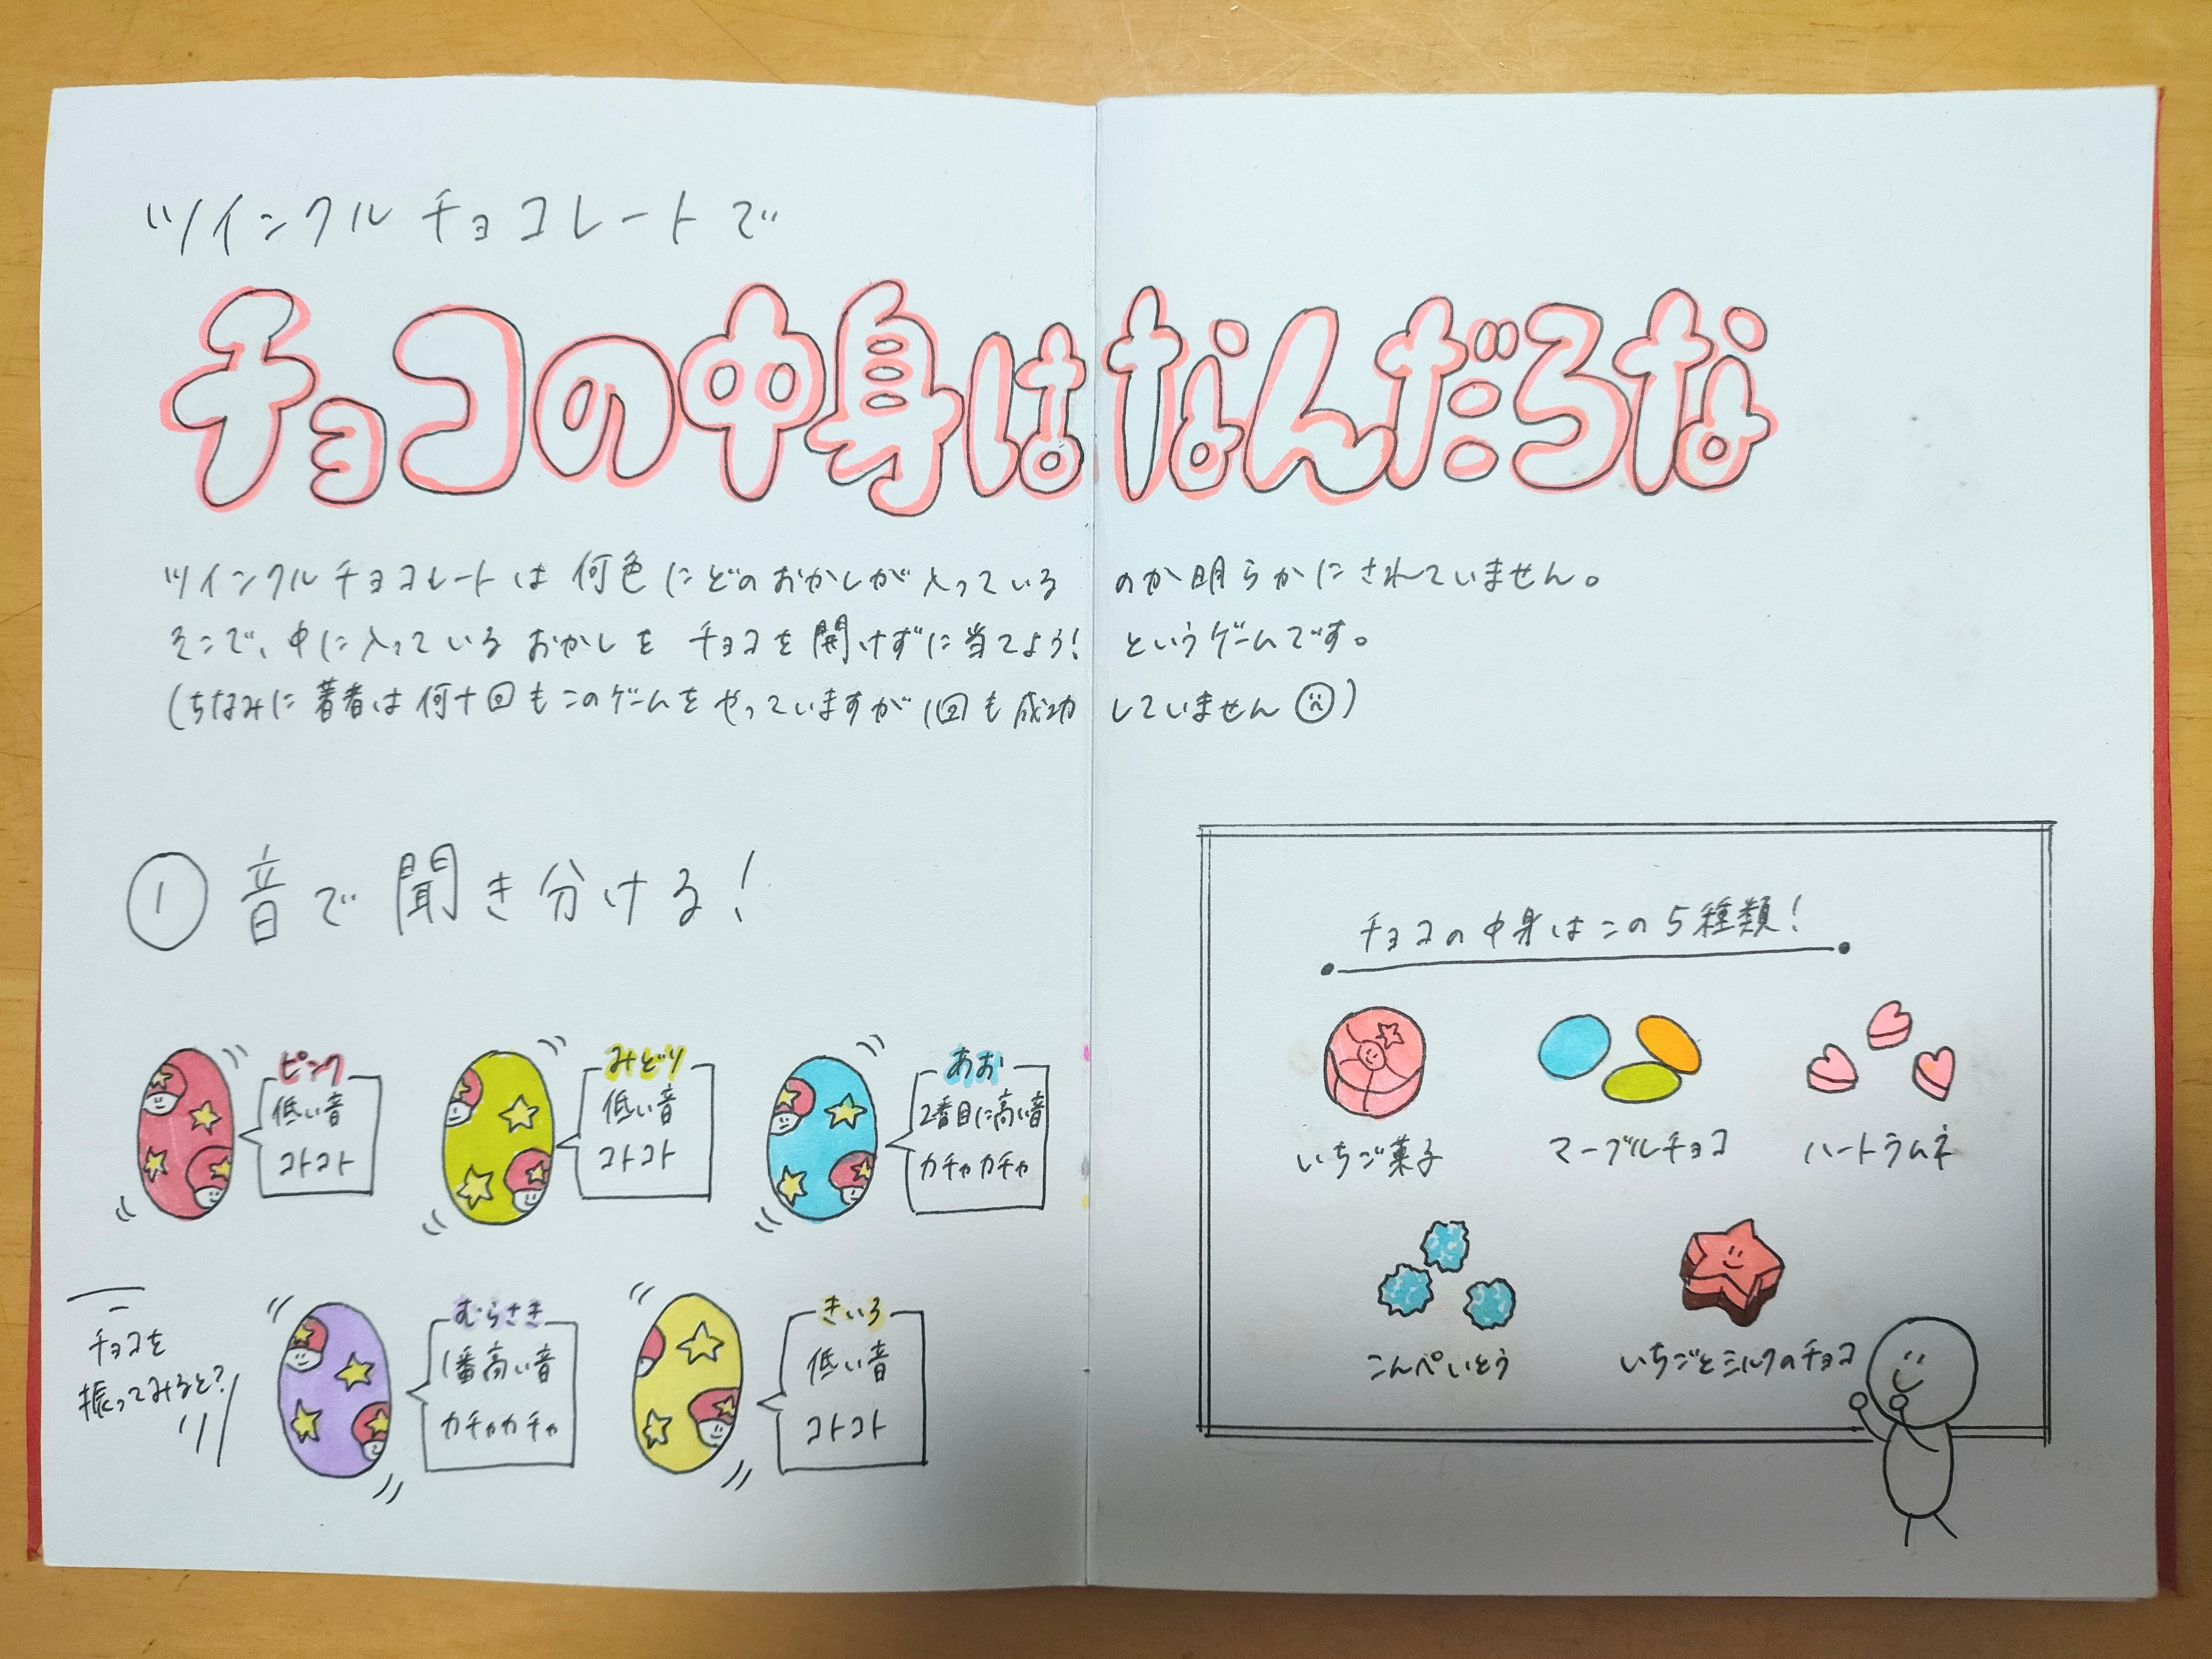 ツインクルチョコレートで
チョコの中身はなんだろな
ツインクルチョコレートは何色にどのおかしが入っているのか明らかにされていません。
そこで、中に入っているおかしをチョコを開けずに当てよう！というゲームです。
（ちなみに著者は何十回もこのゲームをやっていますが1回も成功していません）
① 音で聞き分ける！
ピンク
低い音
コトコト
みどり
低い音
コトコト
あお
2番目に高い音
カチャカチャ
チョコを
振ってみると？
むらさき
1番高い音
カチャカチャ
きいろ
低い音
コトコト
チョコの中身はこの5種類！
いちご菓子
マーブルチョコ
ハートラムネ
こんぺいとう
いちごとミルクのチョコ